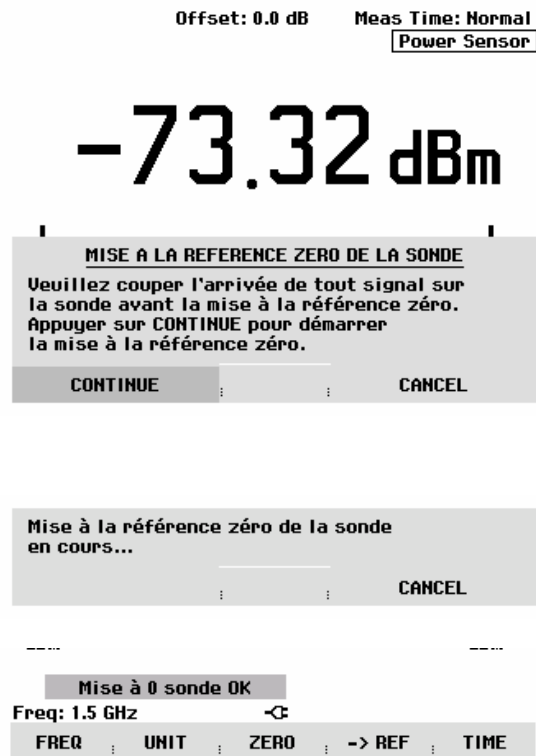 Offset: 0.0 dB Meas Time: Normal
Power Sensor
-73.32 dBm
MISE A LA REFERENCE ZERO DE LA SONDE
Veuillez couper l'arrivée de tout signal sur
la sonde avant la mise à la référence zéro.
Appuyer sur CONTINUE pour démarrer
la mise à la référence zéro.
CONTINUE CANCEL
Mise à la référence zéro de la sonde
en cours...
CANCEL
Mise à 0 sonde OK
Freq: 1.5 GHz
FREQ UNIT ZERO -> REF TIME